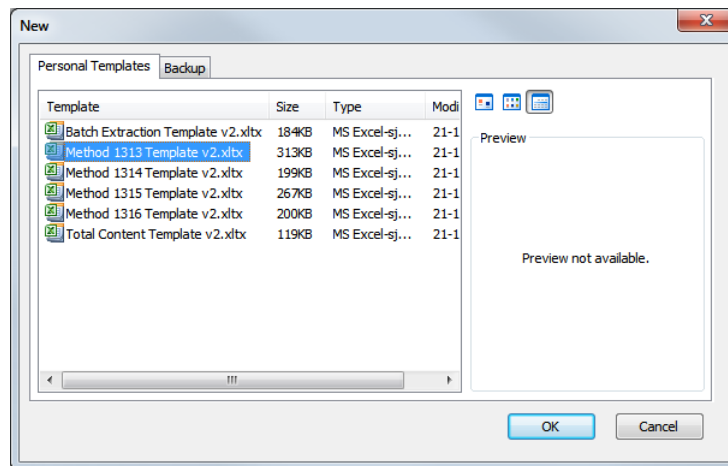 New
Personal Templates Backup
Template Size Type Modi
Batch Extraction Template v2.xltx 184KB MS Excel-sj... 21-1
Method 1313 Template v2.xltx 313KB MS Excel-sj... 21-1
Method 1314 Template v2.xltx 199KB MS Excel-sj... 21-1
Method 1315 Template v2.xltx 267KB MS Excel-sj... 21-1
Method 1316 Template v2.xltx 200KB MS Excel-sj... 21-1
Total Content Template v2.xltx 119KB MS Excel-sj... 21-1
Preview
Preview not available.
OK Cancel